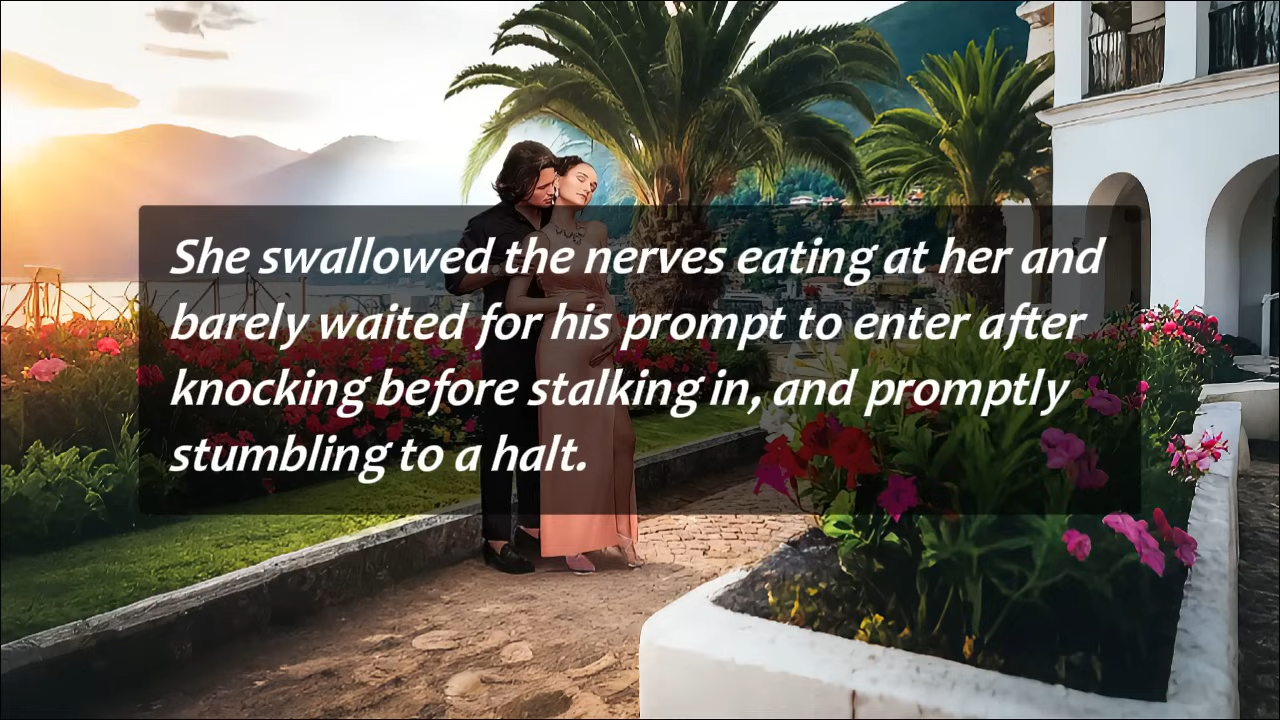 She swallowed the nerves eating at her and
barely waited for his prompt to enter after
knocking before stalking in, and promptly
stumbling to a halt.